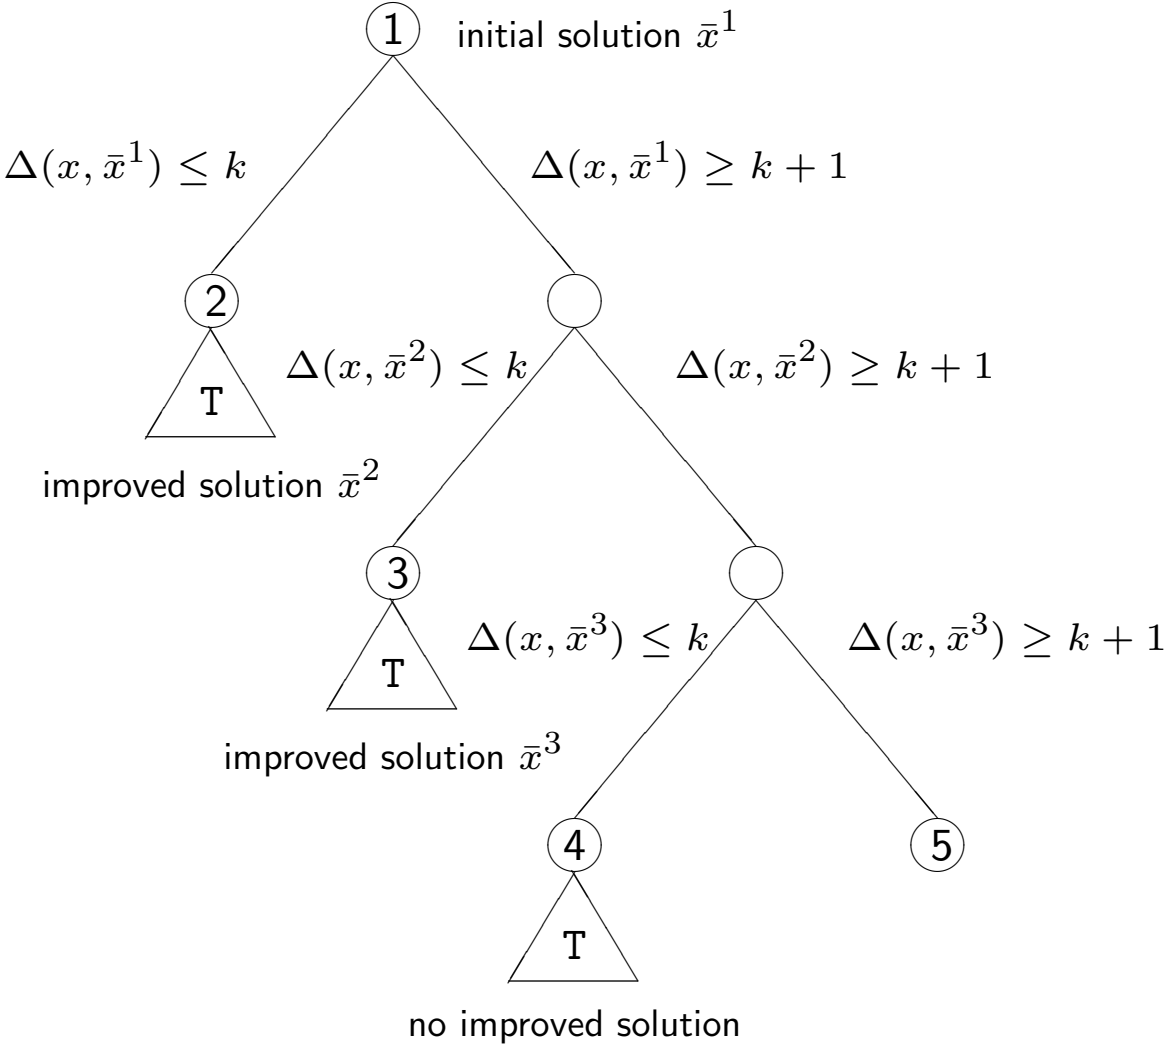 1 initial solution x̄¹
Δ(x, x̄¹) ≤ k
Δ(x, x̄¹) ≥ k + 1
2
T
Δ(x, x̄²) ≤ k
Δ(x, x̄²) ≥ k + 1
improved solution x̄²
3
T
Δ(x, x̄³) ≤ k
Δ(x, x̄³) ≥ k + 1
improved solution x̄³
4
5
T
no improved solution